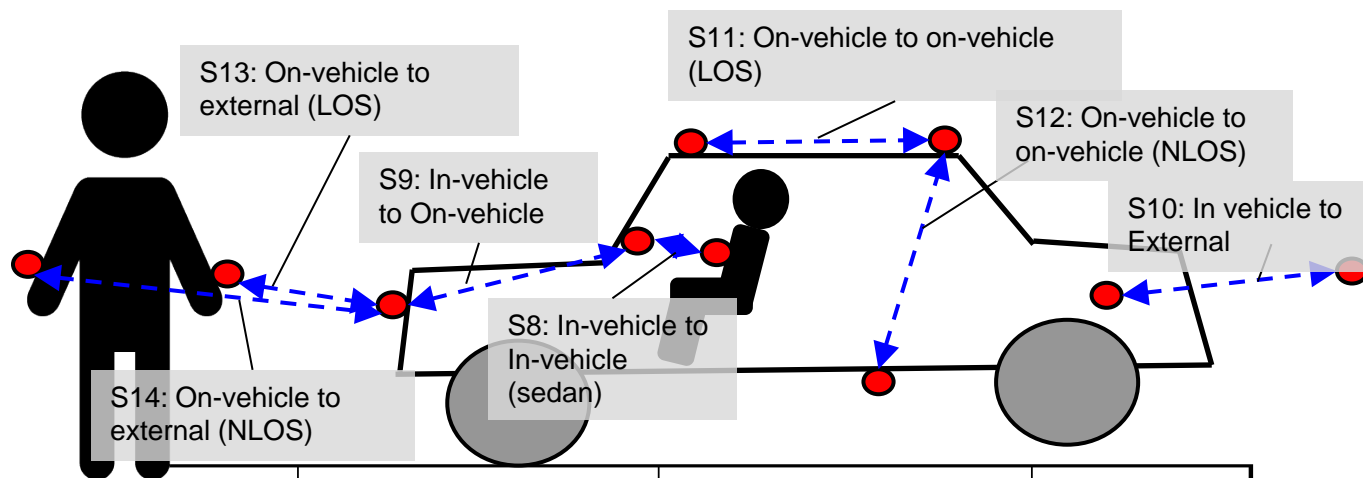 S11: On-vehicle to on-vehicle
(LOS)
S13: On-vehicle to
external (LOS)
S12: On-vehicle to
on-vehicle (NLOS)
S9: In-vehicle
to On-vehicle
S10: In vehicle to
External
S8: In-vehicle to
In-vehicle
(sedan)
S14: On-vehicle to
external (NLOS)